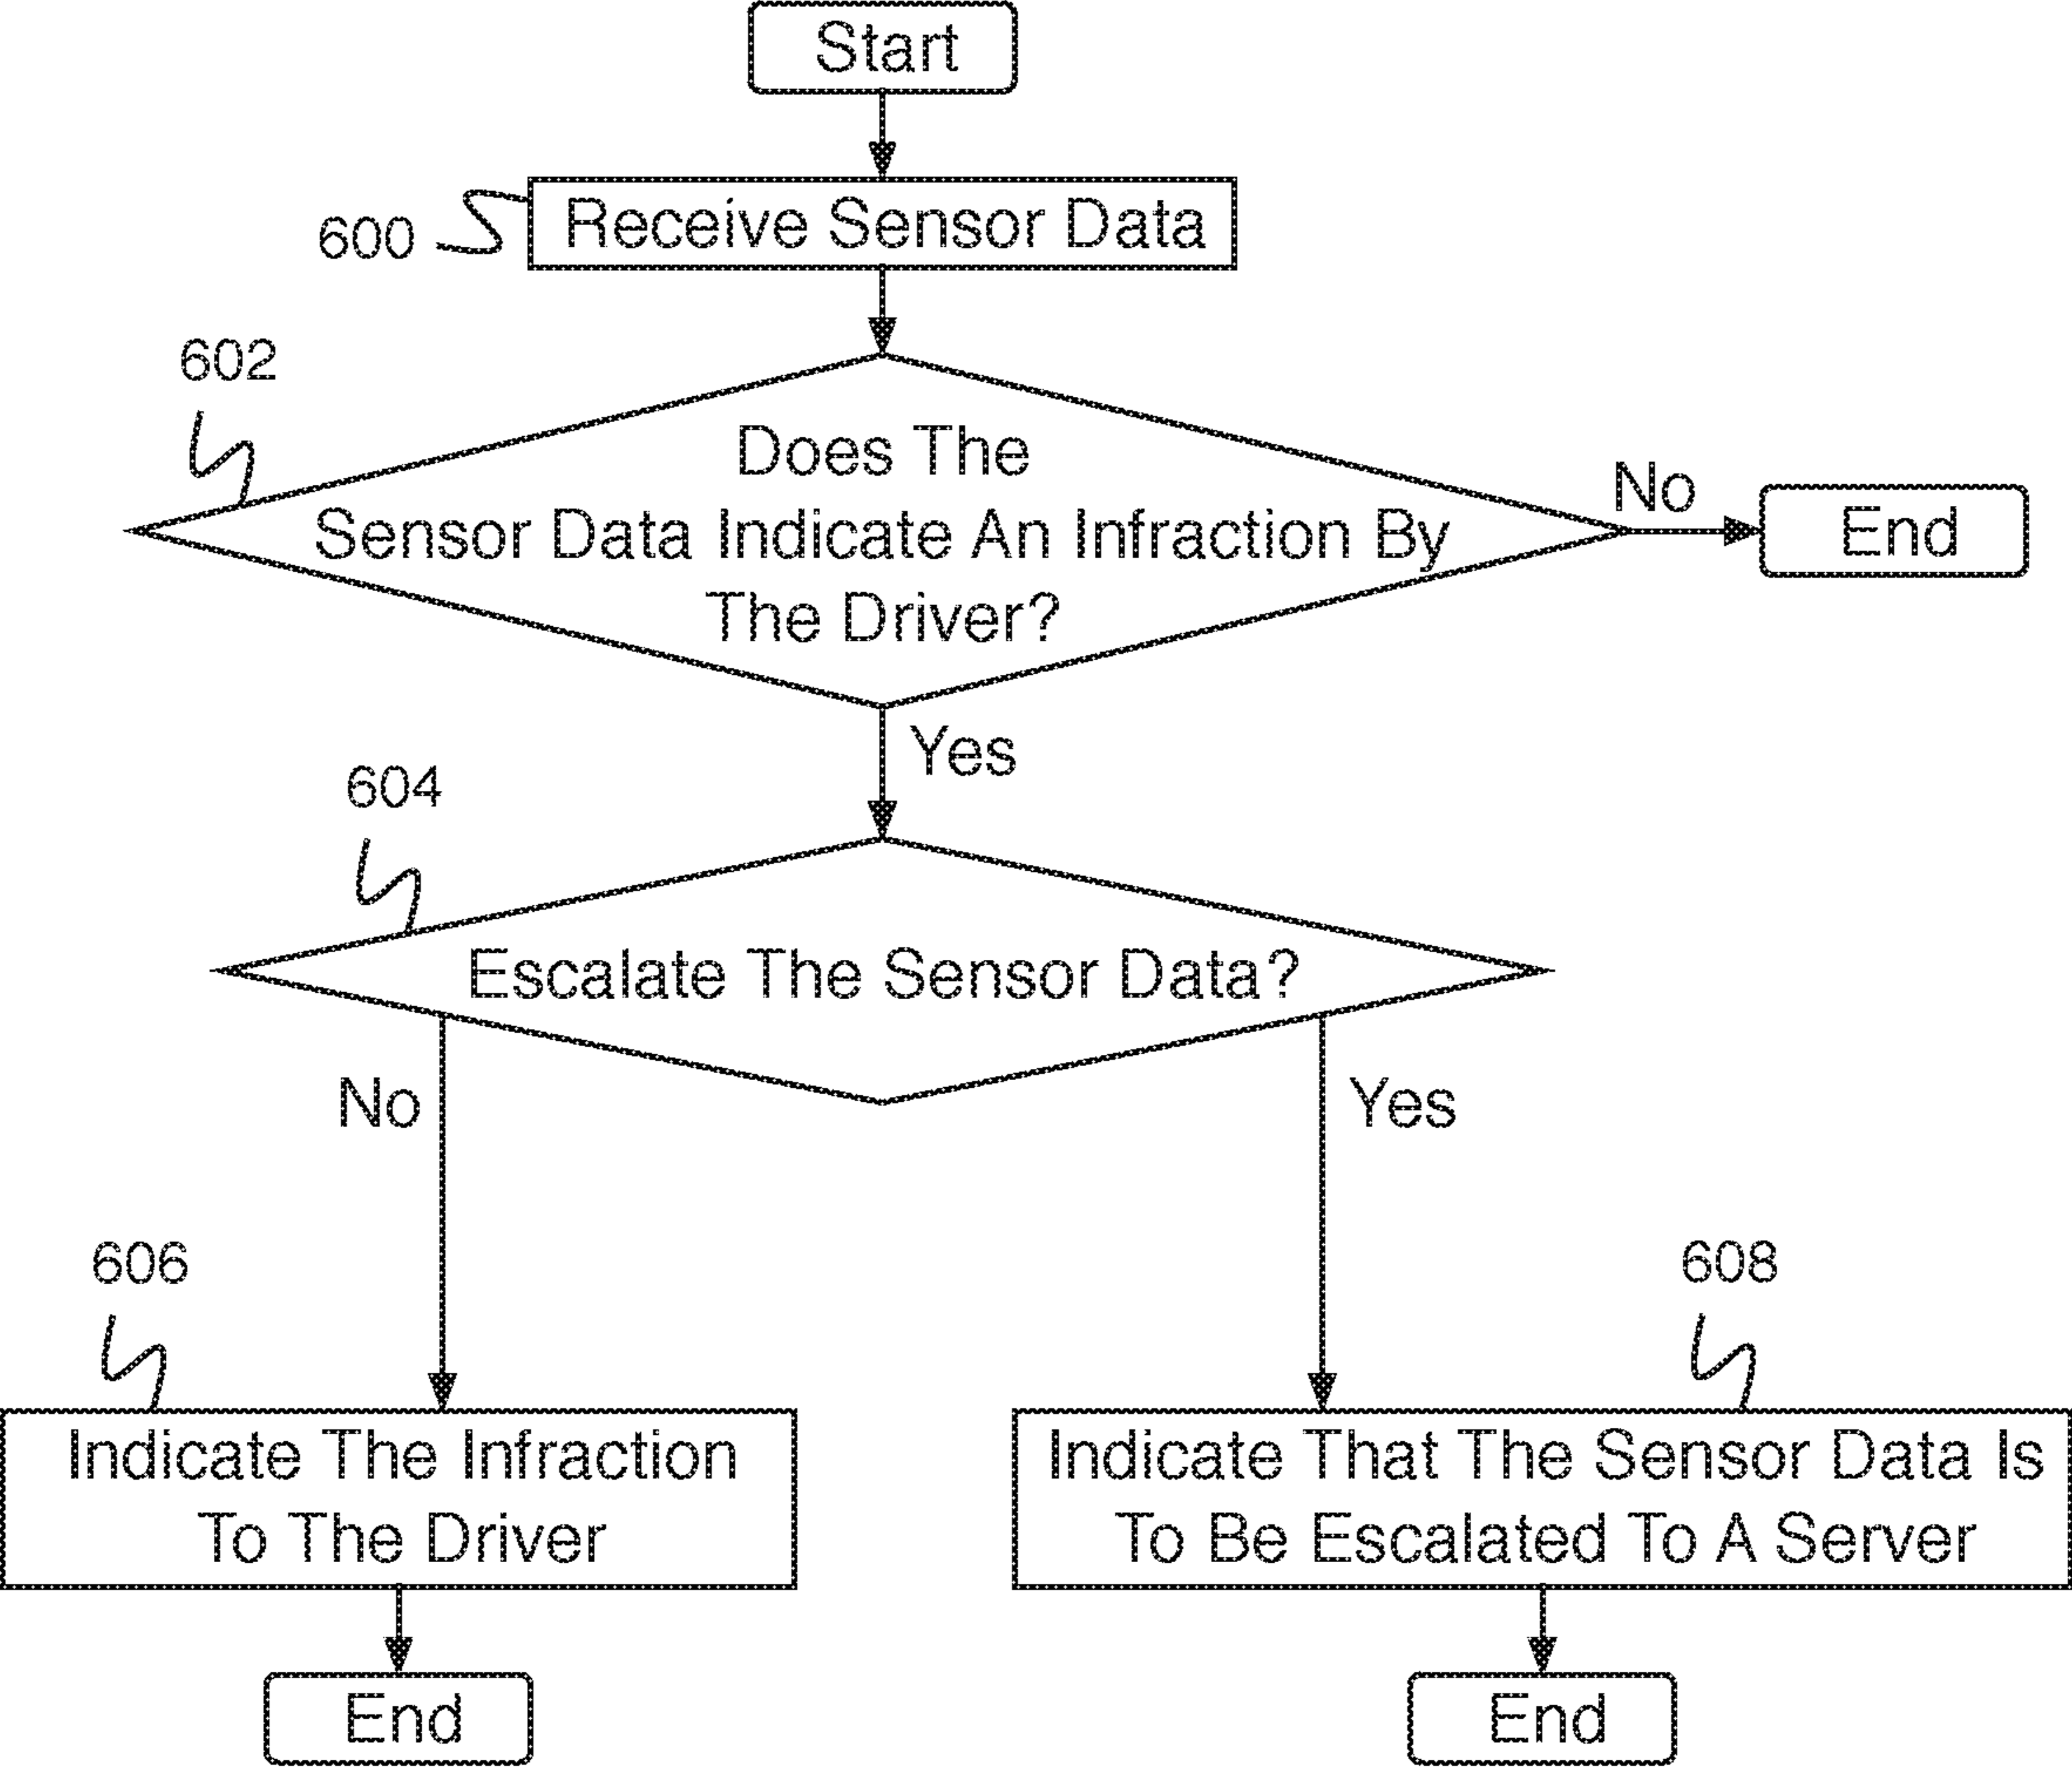 Start
600
Receive Sensor Data
602
Does The
Sensor Data Indicate An Infraction By
The Driver?
No
End
Yes
604
Escalate The Sensor Data?
No
Yes
606
608
Indicate The Infraction
To The Driver
Indicate That The Sensor Data Is
To Be Escalated To A Server
End
End